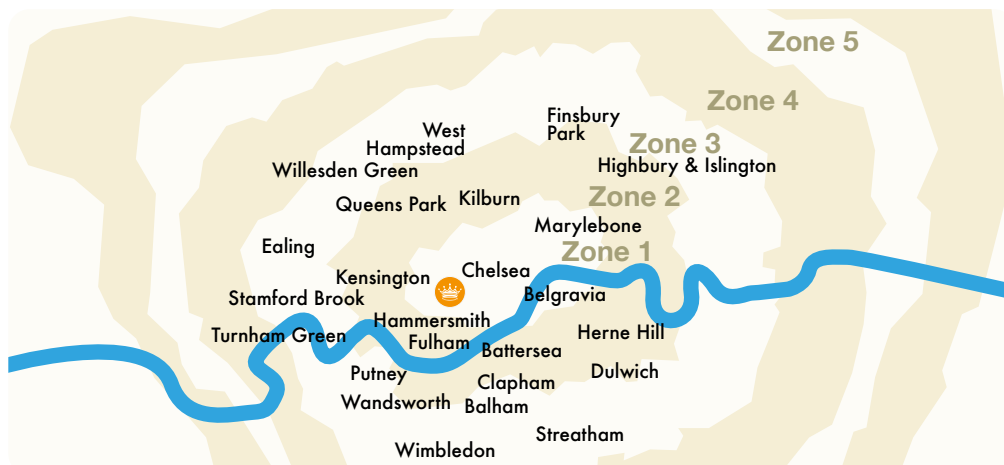 Zone 5
Zone 4
Finsbury
Park
West
Hampstead
Zone 3
Highbury & Islington
Willesden Green
Zone 2
Kilburn
Queens Park
Marylebone
Ealing
Zone 1
Kensington
Chelsea
Belgravia
Stamford Brook
Hammersmith
Turnham Green
Herne Hill
Fulham
Battersea
Putney
Dulwich
Clapham
Wandsworth
Balham
Streatham
Wimbledon